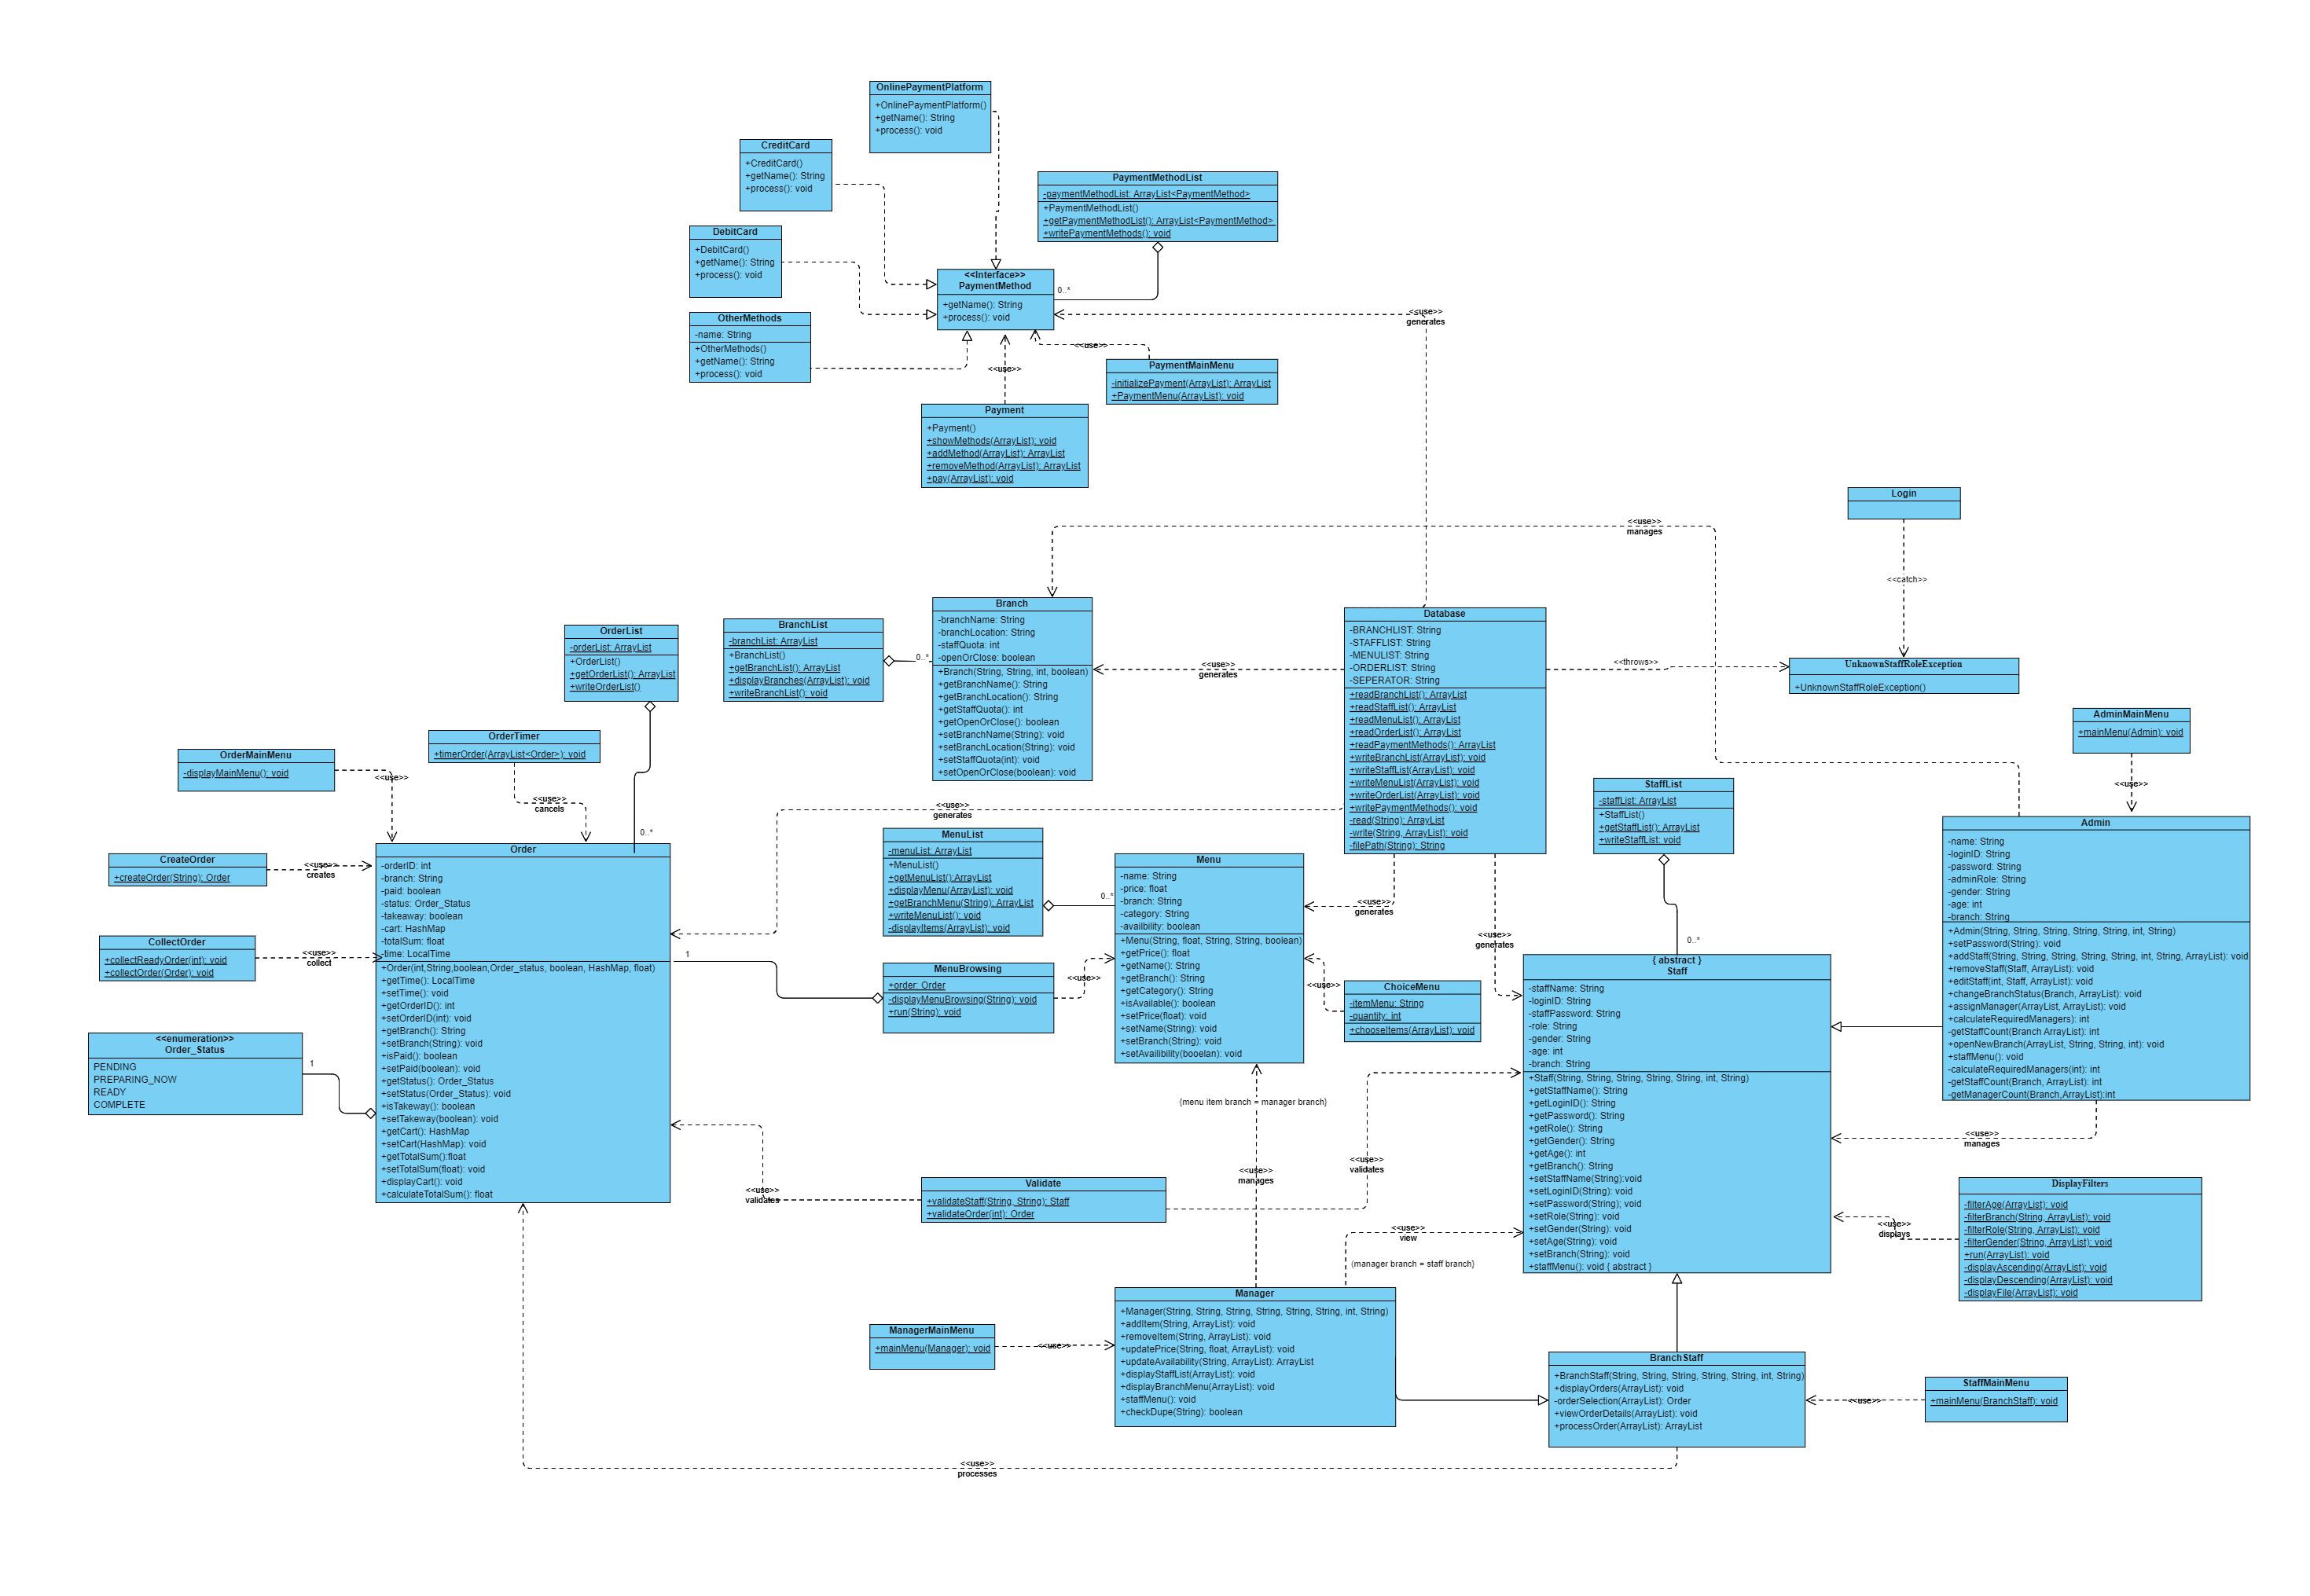 OnlinePaymentPlatform
+OnlinePaymentPlatform()
+getName(): String
+process(): void
CreditCard
+CreditCard()
+getName(): String
+process(): void
PaymentMethodList
-paymentMethodList: ArrayList<PaymentMethod>
+PaymentMethodList()
+getPaymentMethodList(): ArrayList<PaymentMethod>
+writePaymentMethods(): void
DebitCard
+DebitCard()
+getName(): String
+process(): void
<<Interface>>
PaymentMethod
+getName(): String
+process(): void
0..*
<<use>>
generates
OtherMethods
-name: String
+OtherMethods()
+getName(): String
+process(): void
<<use>>
<<use>>
PaymentMainMenu
-initializePayment(ArrayList): ArrayList
+PaymentMenu(ArrayList): void
Payment
+Payment()
+showMethods(ArrayList): void
+addMethod(ArrayList): ArrayList
+removeMethod(ArrayList): ArrayList
+pay(ArrayList): void
Login
<<use>>
manages
<<catch>>
Branch
-branchName: String
-branchLocation: String
-staffQuota: int
-openOrClose: boolean
+Branch(String, String, int, boolean)
+getBranchName(): String
+getBranchLocation(): String
+getStaffQuota(): int
+getOpenOrClose(): boolean
+setBranchName(String): void
+setBranchLocation(String): void
+setStaffQuota(int): void
+setOpenOrClose(boolean): void
BranchList
-branchList: ArrayList
+BranchList()
+getBranchList(): ArrayList
+displayBranches(ArrayList): void
+writeBranchList(): void
0..*
<<use>>
generates
Database
-BRANCHLIST: String
-STAFFLIST: String
-MENULIST: String
-ORDERLIST: String
-SEPERATOR: String
+readBranchList(): ArrayList
+readStaffList(): ArrayList
+readMenuList(): ArrayList
+readOrderList(): ArrayList
+readPaymentMethods(): ArrayList
+writeBranchList(ArrayList): void
+writeStaffList(ArrayList): void
+writeMenuList(ArrayList): void
+writeOrderList(ArrayList): void
+writePaymentMethods(): void
-read(String): ArrayList
-write(String, ArrayList): void
-filePath(String): String
<<throws>>
UnknownStaffRoleException
+UnknownStaffRoleException()
OrderList
-orderList: ArrayList
+OrderList()
+getOrderList(): ArrayList
+writeOrderList()
OrderTimer
+timerOrder(ArrayList<Order>): void
OrderMainMenu
-displayMainMenu(): void
<<use>>
<<use>>
cancels
0..*
<<use>>
generates
AdminMainMenu
+mainMenu(Admin): void
<<use>>
StaffList
-staffList: ArrayList
+StaffList()
+getStaffList(): ArrayList
+writeStaffList: void
0..*
Admin
-name: String
-loginID: String
-password: String
-adminRole: String
-gender: String
-age: int
-branch: String
+Admin(String, String, String, String, String, int, String)
+setPassword(String): void
+addStaff(String, String, String, String, String, int, String, ArrayList): void
+removeStaff(Staff, ArrayList): void
+editStaff(int, Staff, ArrayList): void
+changeBranchStatus(Branch, ArrayList): void
+assignManager(ArrayList, ArrayList): void
+calculateRequiredManagers): int
-getStaffCount(Branch ArrayList): int
+openNewBranch(ArrayList, String, String, int): void
+staffMenu(): void
-calculateRequiredManagers(int): int
-getStaffCount(Branch, ArrayList): int
-getManagerCount(Branch,ArrayList):int
CreateOrder
+createOrder(String): Order
<<use>>
creates
CollectOrder
+collectReadyOrder(int): void
+collectOrder(Order): void
<<use>>
collect
Order
-orderID: int
-branch: String
-paid: boolean
-status: Order_Status
-takeaway: boolean
-cart: HashMap
-totalSum: float
-time: LocalTime
+Order(int,String,boolean,Order_status, boolean, HashMap, float)
+getTime(): LocalTime
+setTime(): void
+getOrderID(): int
+setOrderID(int): void
+getBranch(): String
+setBranch(String): void
+isPaid(): boolean
+setPaid(boolean): void
+getStatus(): Order_Status
+setStatus(Order_Status): void
+isTakeway(): boolean
+setTakeway(boolean): void
+getCart(): HashMap
+setCart(HashMap): void
+getTotalSum():float
+setTotalSum(float): void
+displayCart(): void
+calculateTotalSum(): float
1
<<enumeration>>
Order_Status
PENDING
PREPARING_NOW
READY
COMPLETE
1
MenuList
-menuList: ArrayList
+MenuList()
+getMenuList():ArrayList
+displayMenu(ArrayList): void
+getBranchMenu(String): ArrayList
+writeMenuList(): void
-displayItems(ArrayList): void
0..*
MenuBrowsing
+order: Order
-displayMenuBrowsing(String): void
+run(String): void
<<use>>
Menu
-name: String
-price: float
-branch: String
-category: String
-availbility: boolean
+Menu(String, float, String, String, boolean)
+getPrice(): float
+getName(): String
+getBranch(): String
+getCategory(): String
+isAvailable(): boolean
+setPrice(float): void
+setName(String): void
+setBranch(String): void
+setAvailibility(booelan): void
<<use>>
generates
<<use>>
ChoiceMenu
-itemMenu: String
-quantity: int
+chooseItems(ArrayList): void
<<use>>
generates
{ abstract }
Staff
-staffName: String
-loginID: String
-staffPassword: String
-role: String
-gender: String
-age: int
-branch: String
+Staff(String, String, String, String, String, int, String)
+getStaffName(): String
+getLoginID(): String
+getPassword(): String
+getRole(): String
+getGender(): String
+getAge(): int
+getBranch(): String
+setStaffName(String):void
+setLoginID(String): void
+setPassword(String); void
+setRole(String): void
+setGender(String): void
+setAge(String): void
+setBranch(String): void
+staffMenu(): void { abstract }
<<use>>
manages
{menu item branch = manager branch}
<<use>>
manages
<<use>>
validates
<<use>>
validates
Validate
+validateStaff(String, String): Staff
+validateOrder(int): Order
<<use>>
view
{manager branch = staff branch}
DisplayFilters
-filterAge(ArrayList): void
-filterBranch(String, ArrayList): void
-filterRole(String, ArrayList): void
-filterGender(String, ArrayList): void
+run(ArrayList): void
-displayAscending(ArrayList): void
-displayDescending(ArrayList): void
-displayFile(ArrayList): void
<<use>>
displays
Manager
+Manager(String, String, String, String, String, String, int, String)
+addItem(String, ArrayList): void
+removeItem(String, ArrayList): void
+updatePrice(String, float, ArrayList): void
+updateAvailability(String, ArrayList): ArrayList
+displayStaffList(ArrayList): void
+displayBranchMenu(ArrayList): void
+staffMenu(): void
+checkDupe(String): boolean
ManagerMainMenu
+mainMenu(Manager): void
<<use>>
BranchStaff
+BranchStaff(String, String, String, String, String, int, String)
+displayOrders(ArrayList): void
-orderSelection(ArrayList): Order
+viewOrderDetails(ArrayList): void
+processOrder(ArrayList): ArrayList
<<use>>
StaffMainMenu
+mainMenu(BranchStaff): void
<<use>>
processes